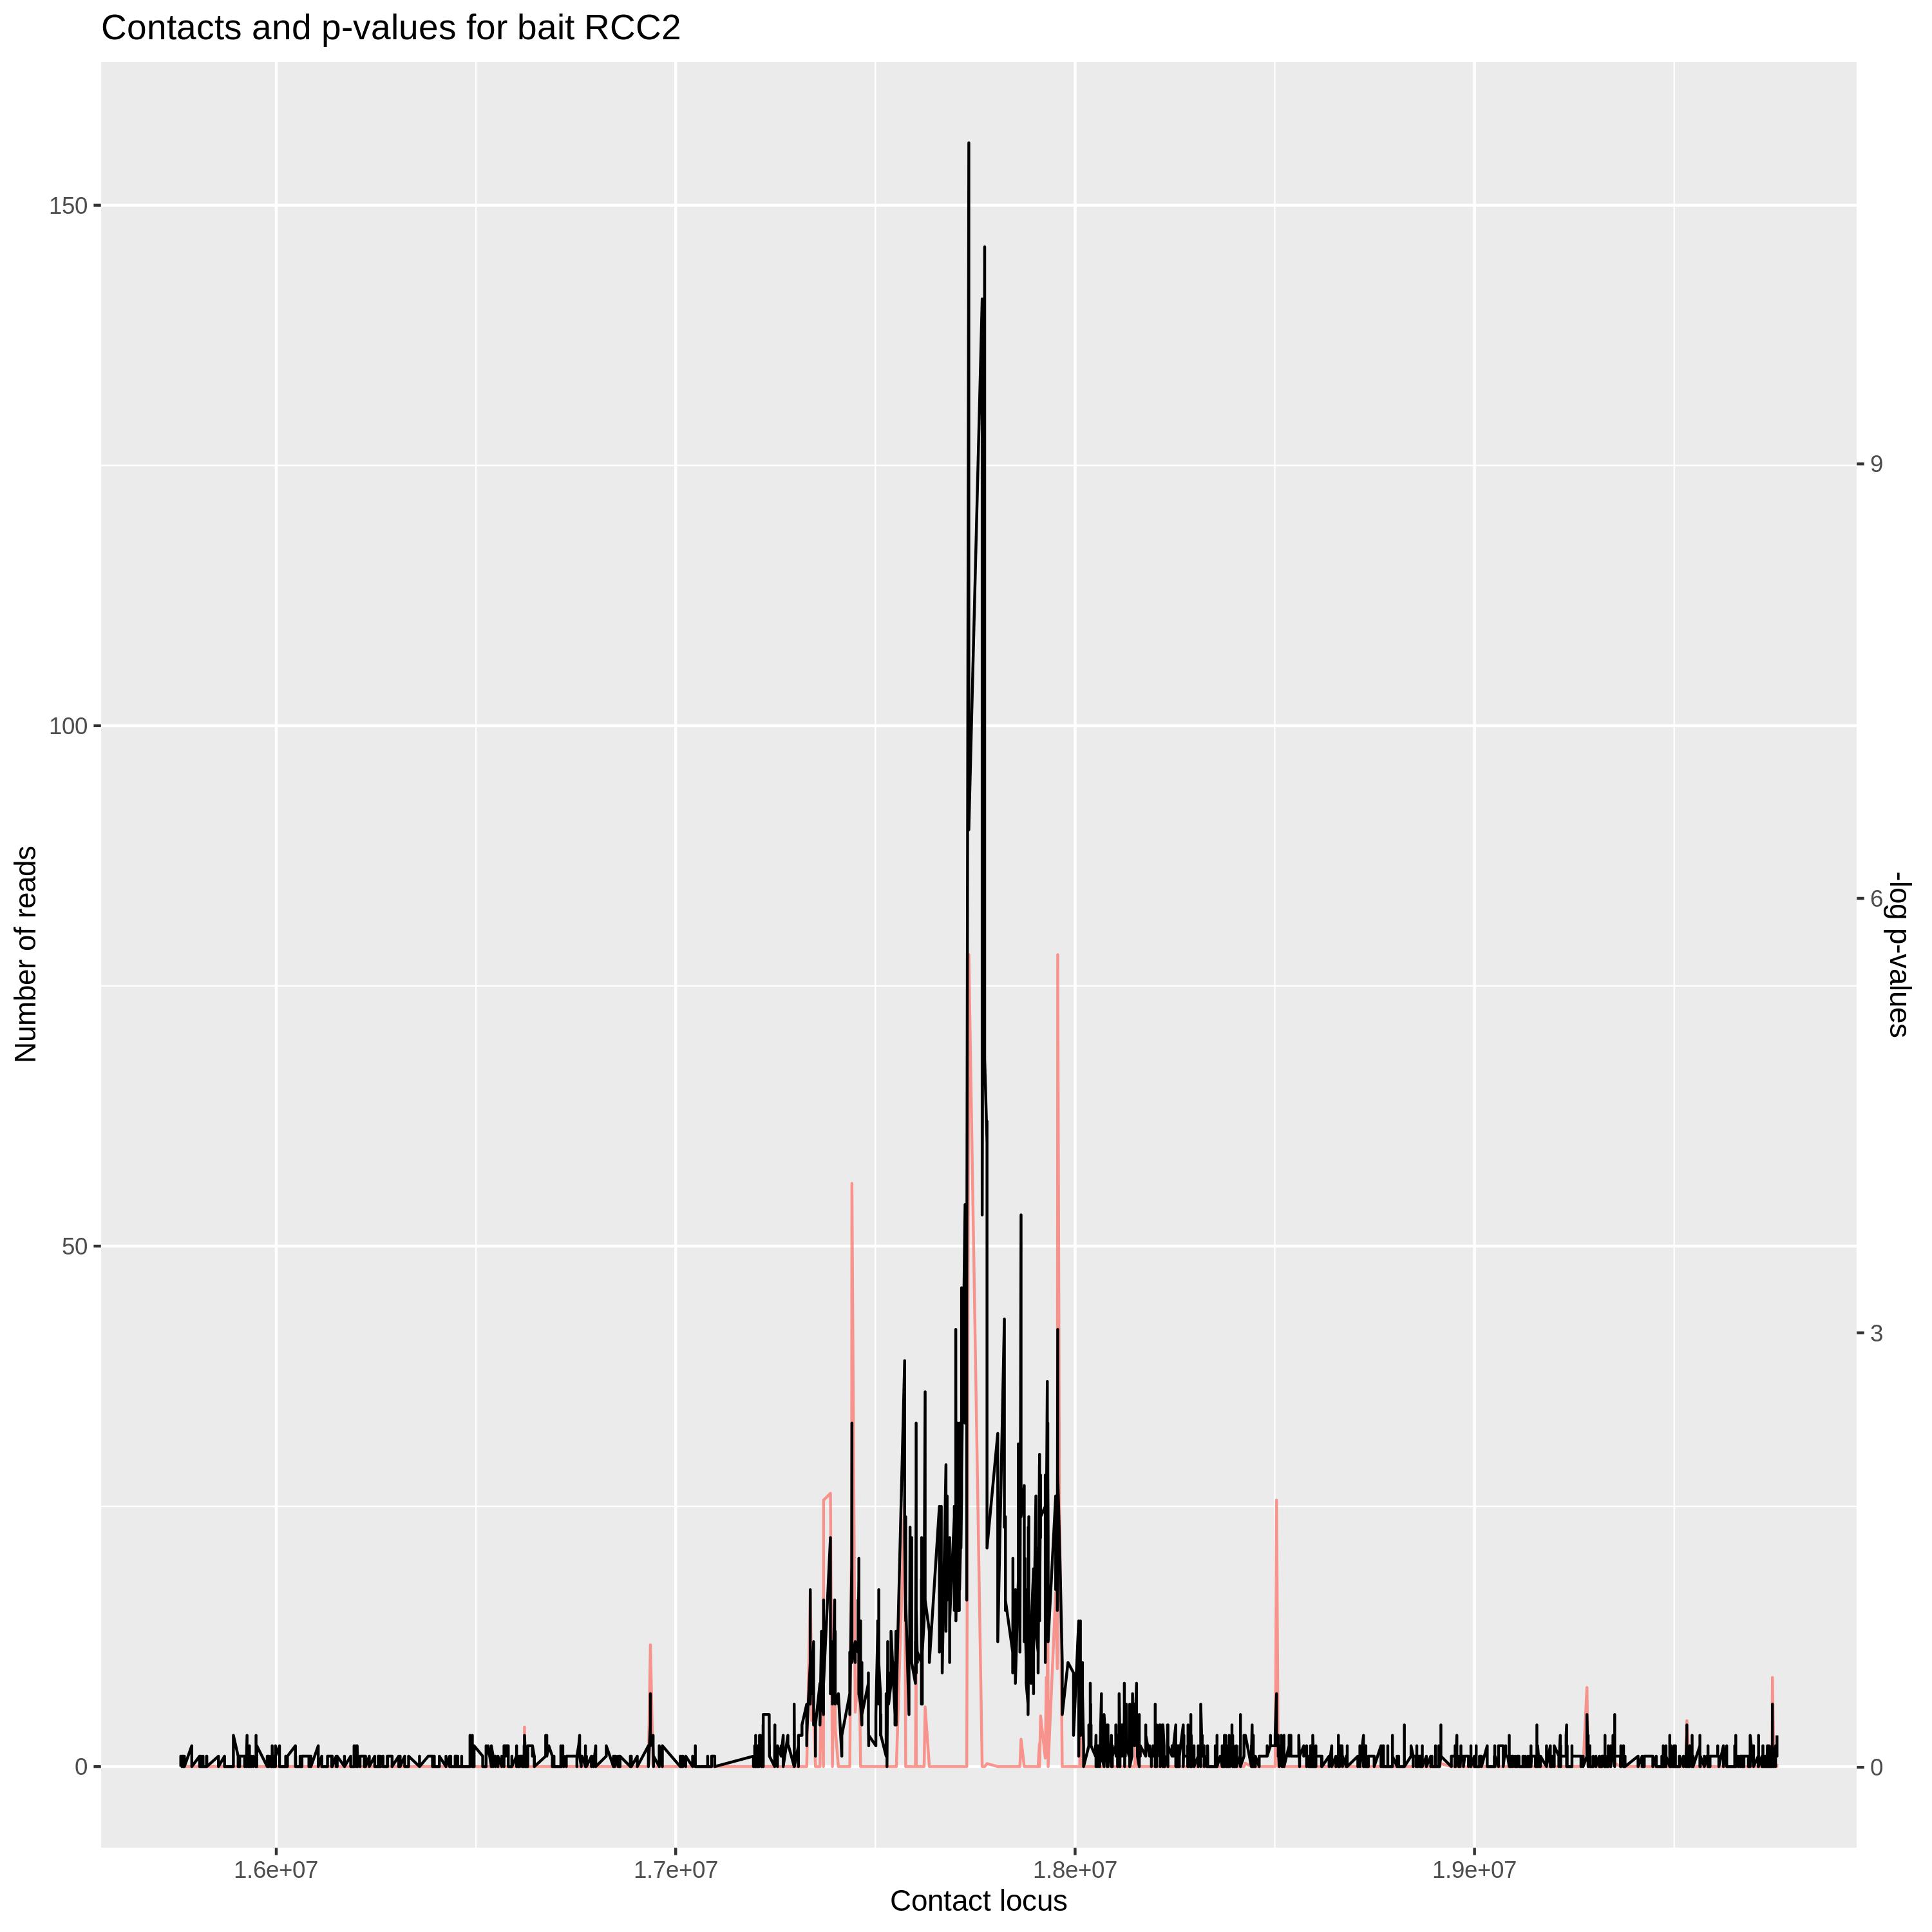 Contacts and p-values for bait RCC2
150
100
50
0
9
6
3
0
Number of reads
-log p-values
1.6e+07 1.7e+07 1.8e+07 1.9e+07
Contact locus